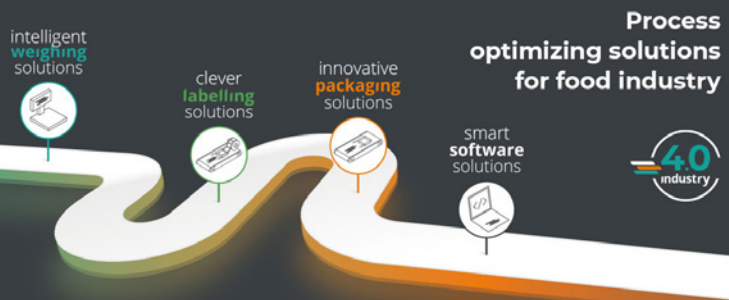 intelligent
weighing
solutions
clever
labelling
solutions
innovative
packaging
solutions
smart
software
solutions
</>
Process
optimizing solutions
for food industry
4.0
industry